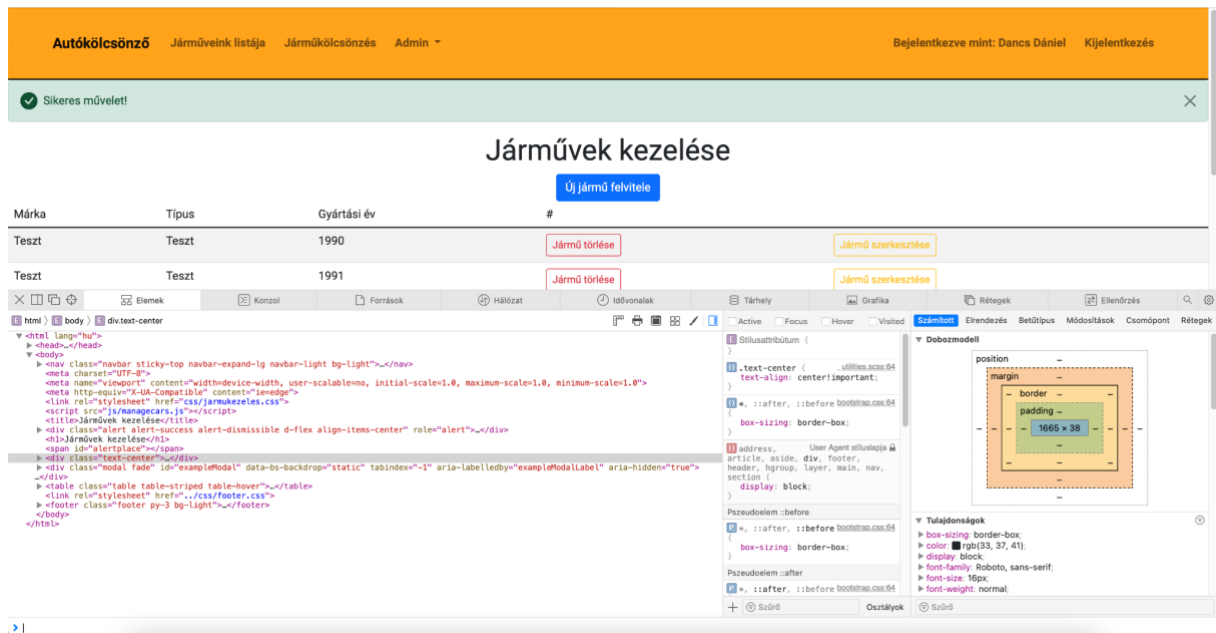 Autókölcsönző Járműveink listája Járműkölcsönzés Admin Bejelentkezve mint: Dancs Dániel Kijelentkezés
Sikeres művelet!
Járművek kezelése
Új jármű felvitele
Márka Típus Gyártási év #
Teszt Teszt 1990 Jármű törlése Jármű szerkesztése
Teszt Teszt 1991 Jármű törlése Jármű szerkesztése
Elemek Konzol Források Hálózat Idővonalak Tárhely Grafika Rétegek Ellenőrzés
E html E body E div.text-center
<html lang="hu">
<head>…</head>
<body>
<nav class="navbar sticky-top navbar-expand-lg navbar-light bg-light">…</nav>
<meta charset="UTF-8">
<meta name="viewport" content="width=device-width, user-scalable=no, initial-scale=1.0, maximum-scale=1.0, minimum-scale=1.0">
<meta http-equiv="X-UA-Compatible" content="ie=edge">
<link rel="stylesheet" href="css/jarmukezeles.css">
<script src="js/managecars.js"></script>
<title>Járművek kezelése</title>
<div class="alert alert-success alert-dismissible d-flex align-items-center" role="alert">…</div>
<h1>Járművek kezelése</h1>
<span id="alertplace"></span>
<div class="text-center">…</div>
<div class="modal fade" id="exampleModal" data-bs-backdrop="static" tabindex="-1" aria-labelledby="exampleModalLabel" aria-hidden="true">
…</div>
<table class="table table-striped table-hover">…</table>
<link rel="stylesheet" href="../css/footer.css">
<footer class="footer py-3 bg-light">…</footer>
</body>
</html>
Active Focus Hover Visited
E Stílusattribútum {
}
.text-center { utilities.scss:64
text-align: center!important;
}
*, ::after, ::before bootstrap.css:64
{
box-sizing: border-box;
}
address, User Agent stíluslapja
article, aside, div, footer,
header, hgroup, layer, main, nav,
section {
display: block;
}
Pszeudoelem ::before
P *, ::after, ::before bootstrap.css:64
{
box-sizing: border-box;
}
Pszeudoelem ::after
P *, ::after, ::before bootstrap.css:64
Szűrő Osztályok
Számított Elrendezés Betűtípus Módosítások Csomópont Rétegek
Dobozmodell
position –
margin –
– border –
padding –
– – – – 1665 × 38 – – – –
–
–
–
–
Tulajdonságok
box-sizing: border-box;
color: rgb(33, 37, 41);
display: block;
font-family: Roboto, sans-serif;
font-size: 16px;
font-weight: normal;
Szűrő